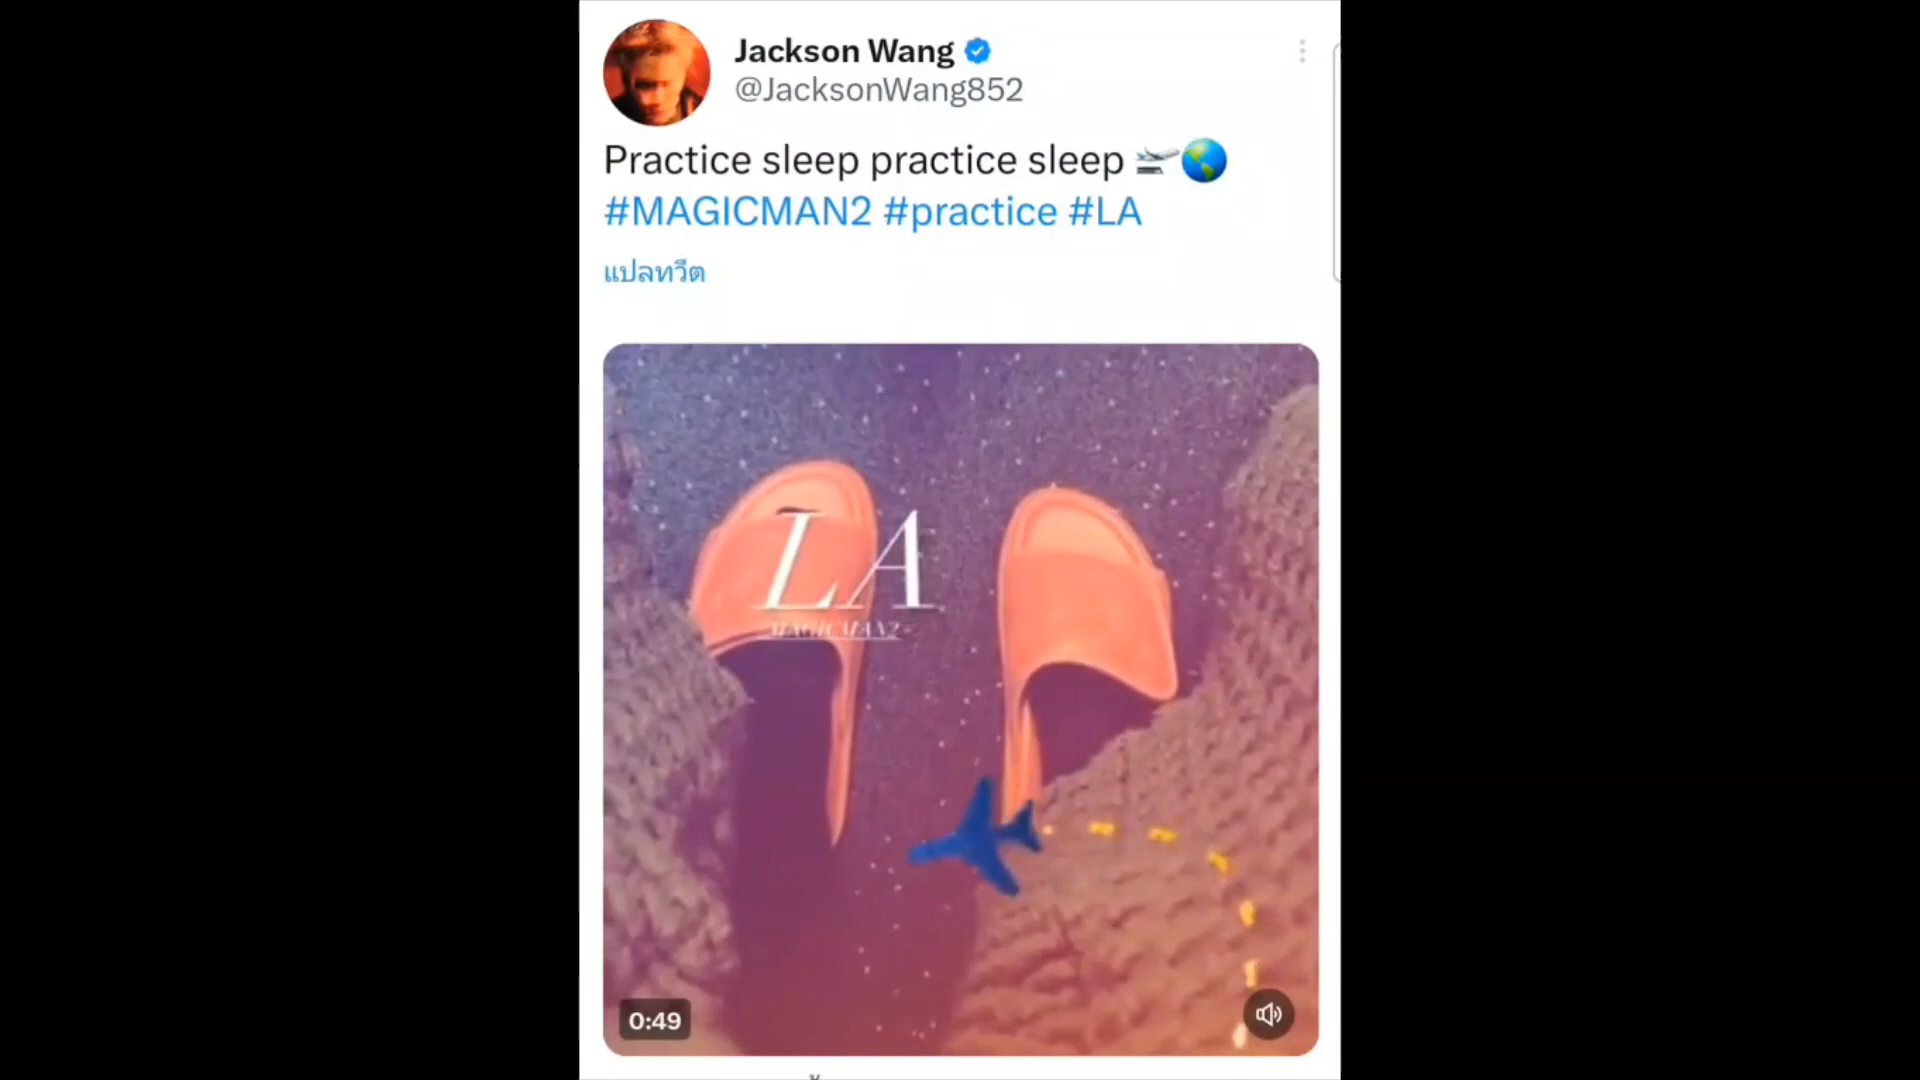 Jackson Wang
@JacksonWang852
Practice sleep practice sleep 🛫🌎
#MAGICMAN2 #practice #LA
แปลทวีต
LA
MAGICMAN2
0:49